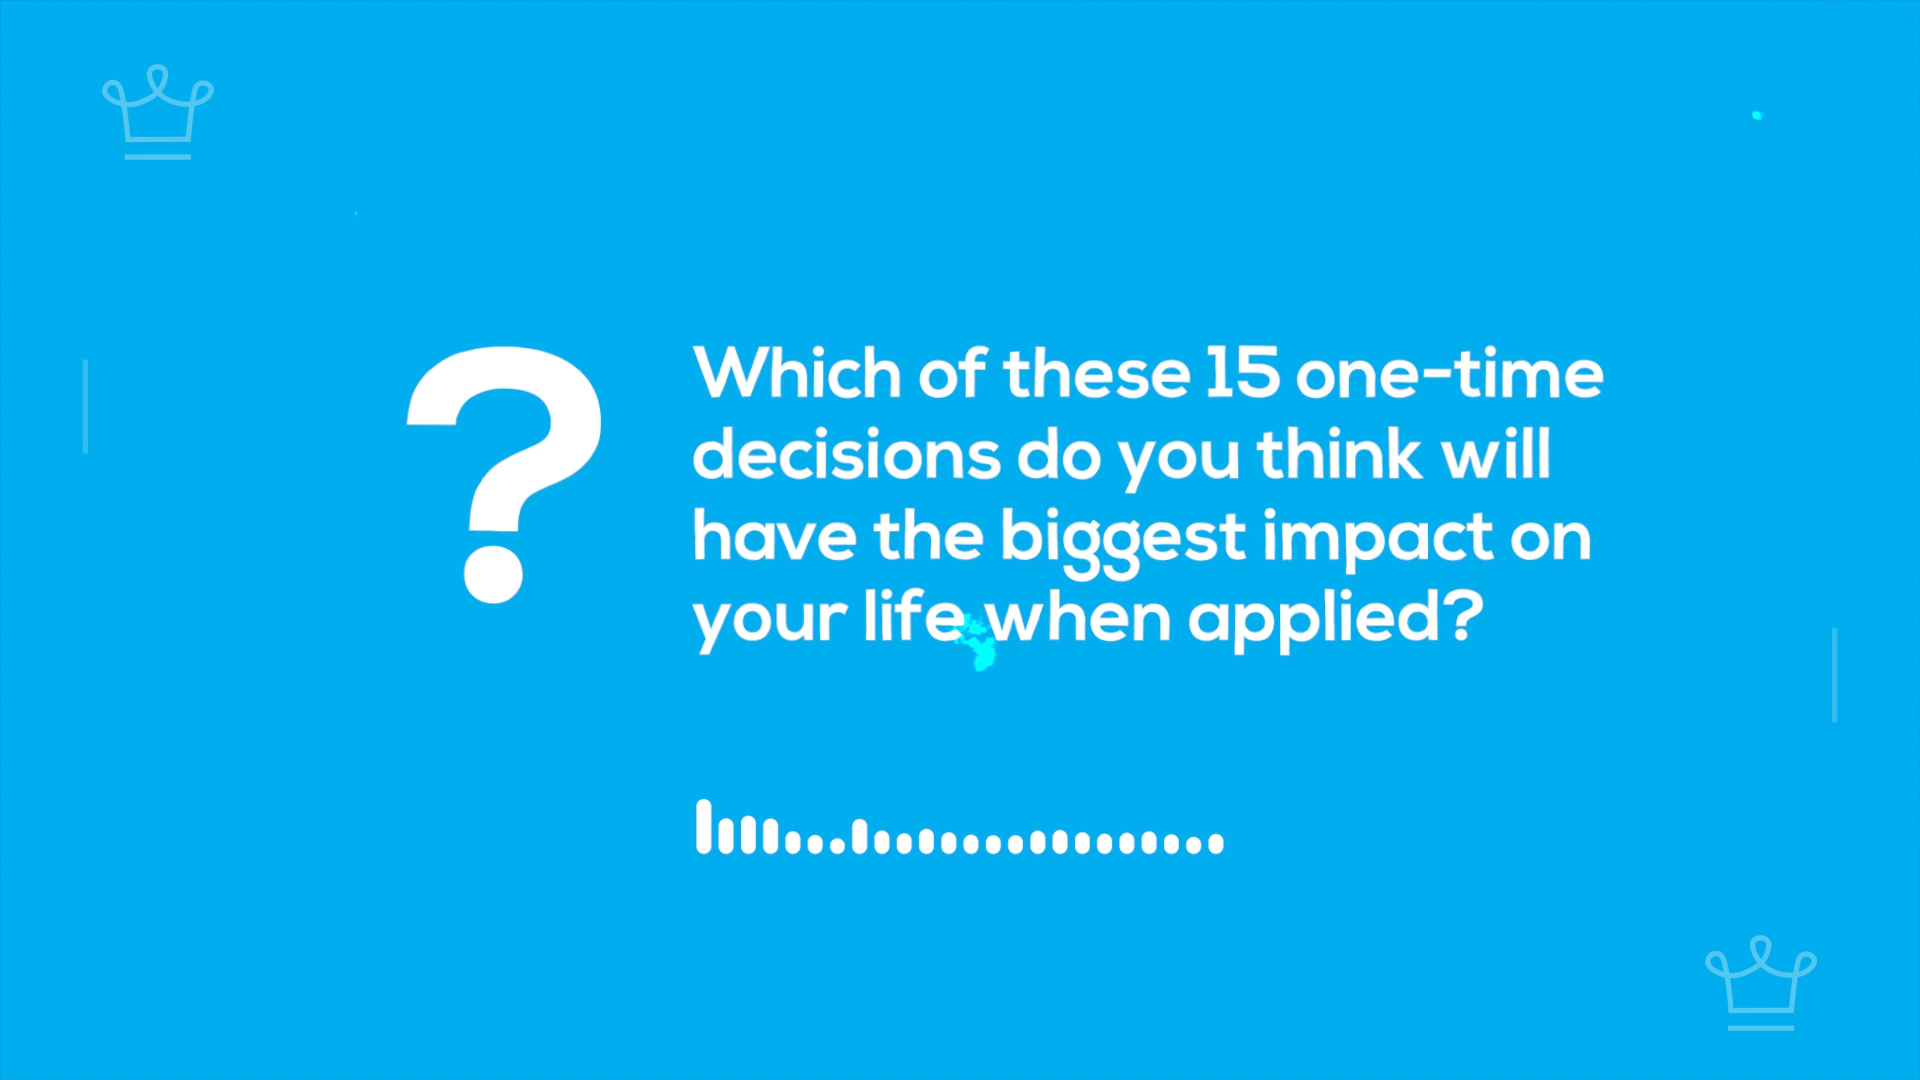 ?
Which of these 15 one-time
decisions do you think will
have the biggest impact on
your life when applied?